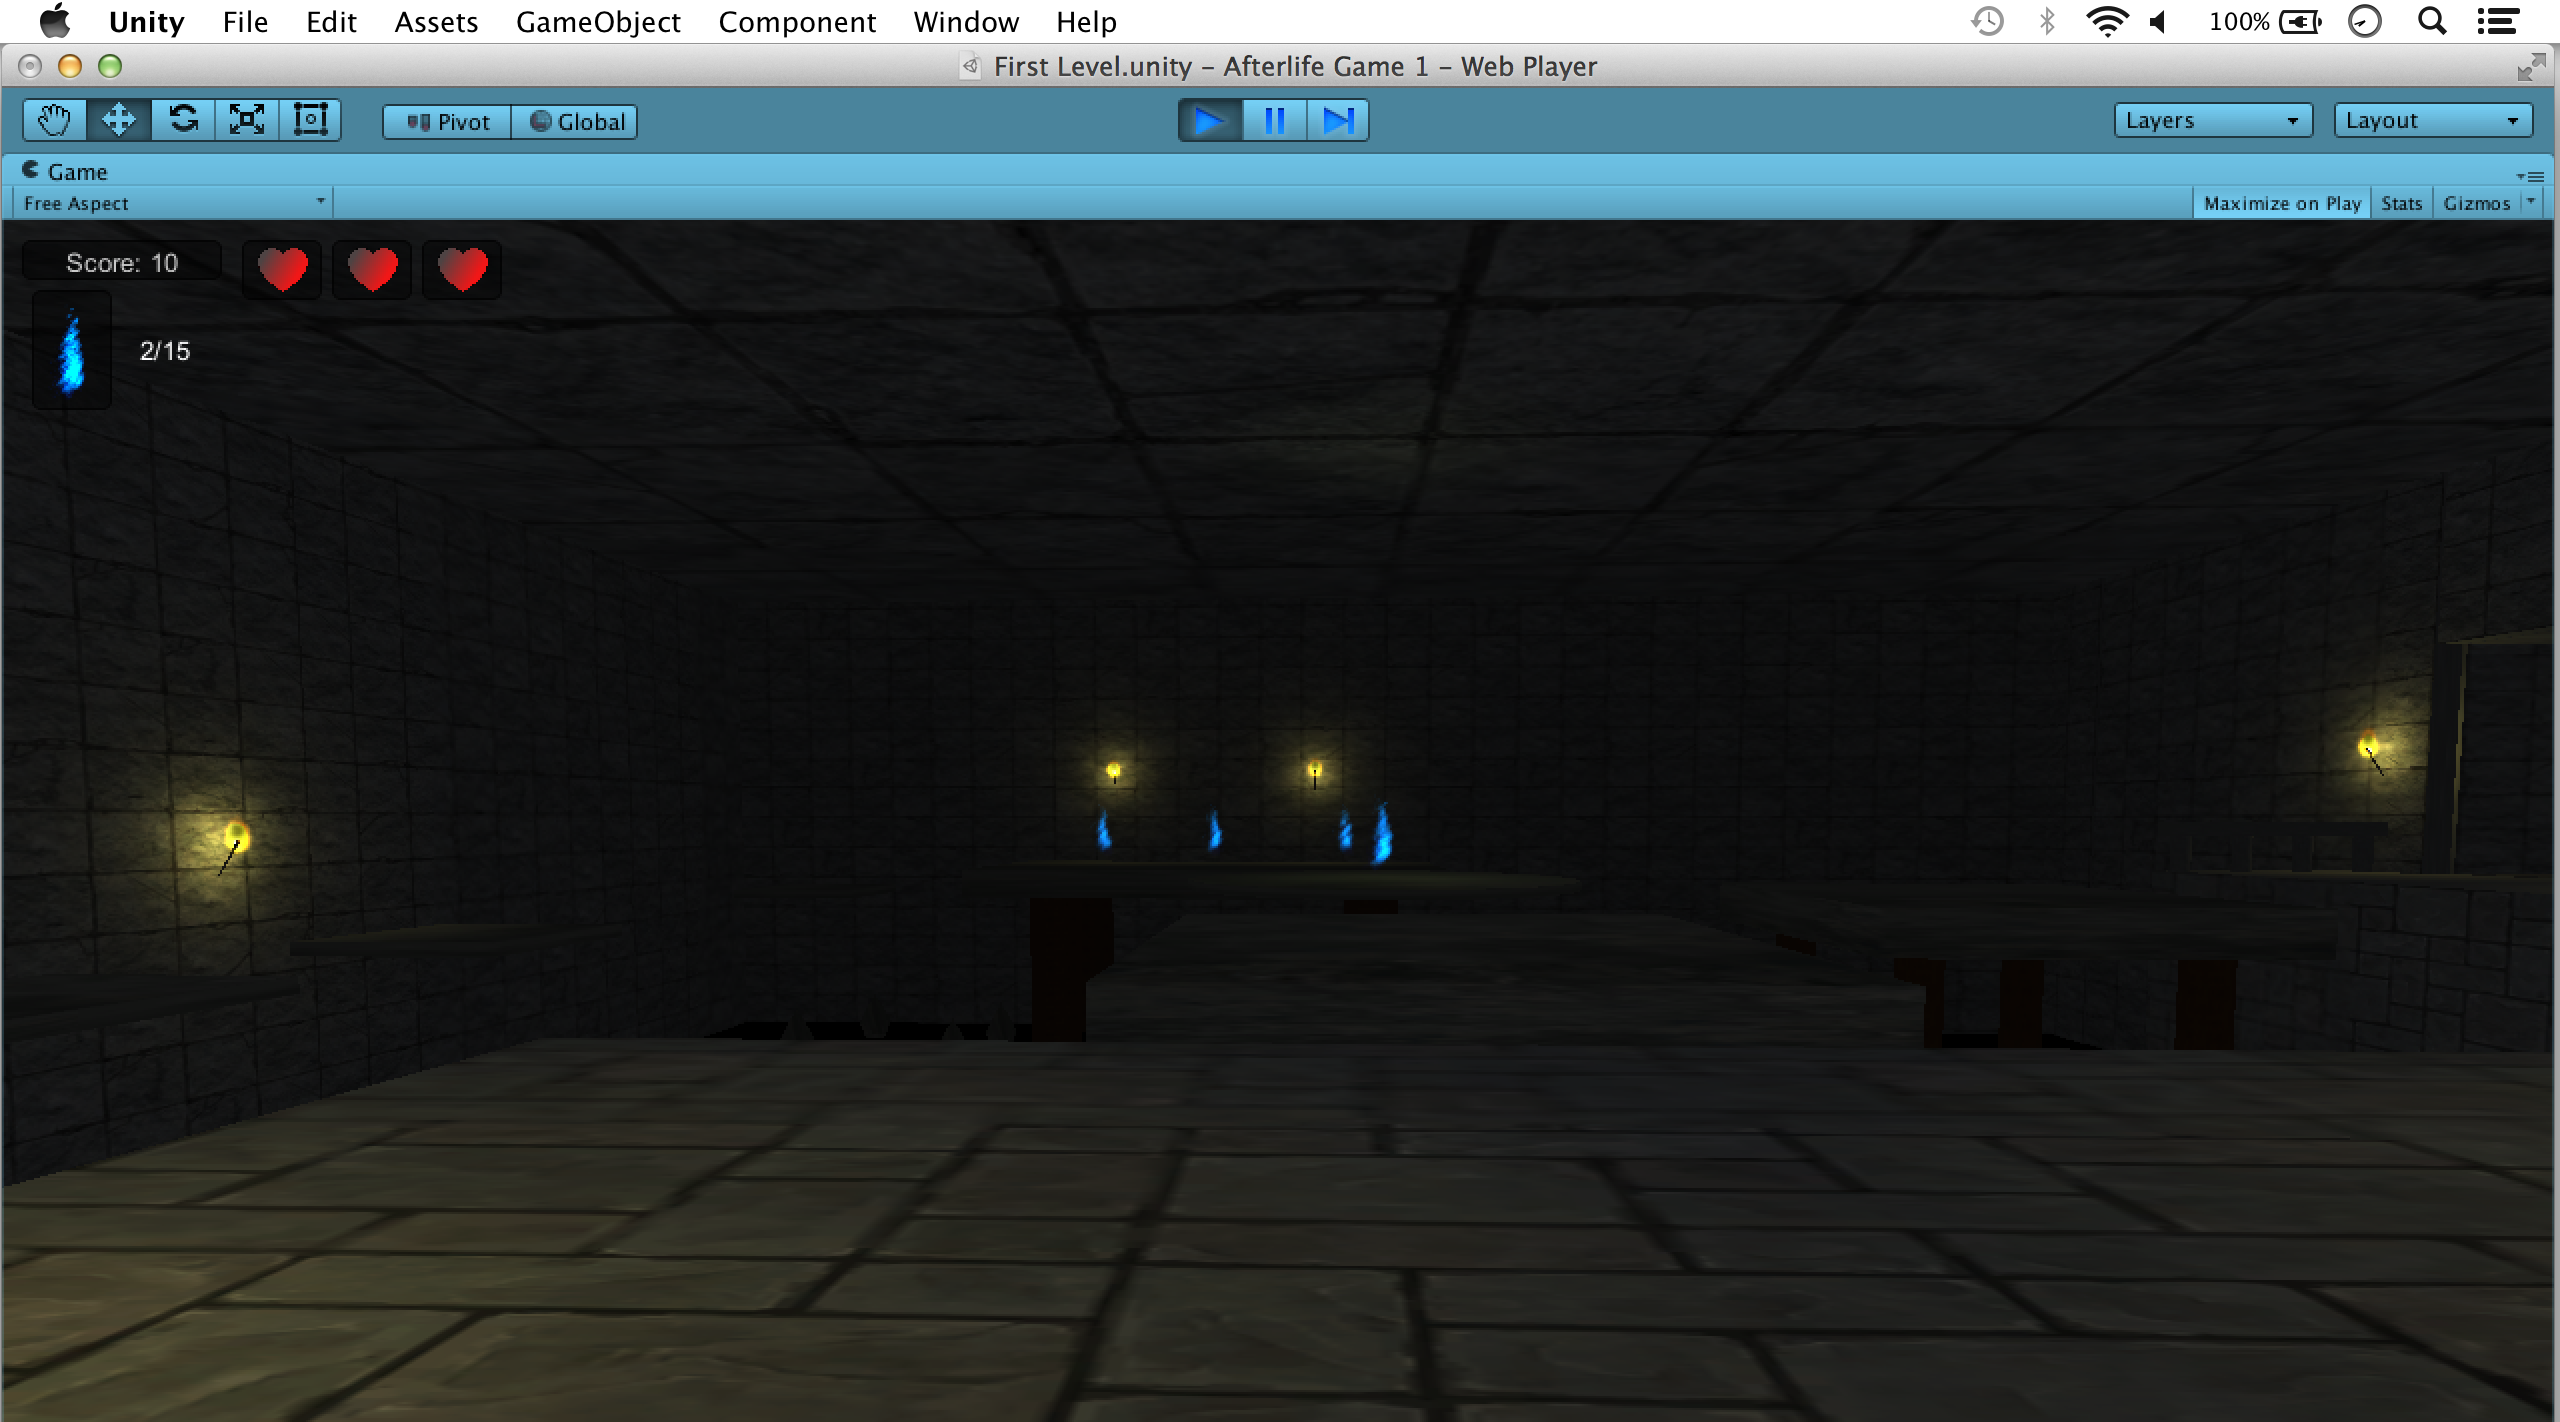 Unity File Edit Assets GameObject Component Window Help 100%
First Level.unity – Afterlife Game 1 – Web Player
Pivot Global Layers Layout
Game
Free Aspect Maximize on Play Stats Gizmos
Score: 10
2/15